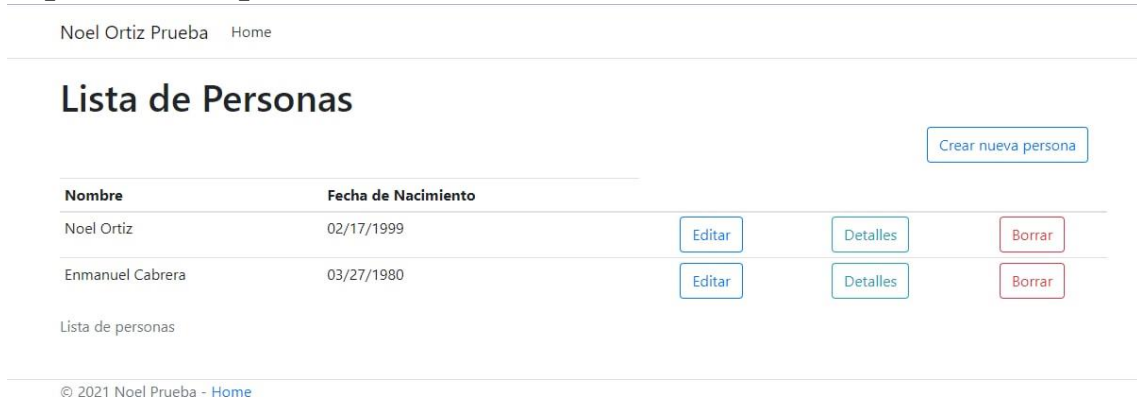 Noel Ortiz Prueba Home
Lista de Personas
Crear nueva persona
Nombre Fecha de Nacimiento
Noel Ortiz 02/17/1999 Editar Detalles Borrar
Enmanuel Cabrera 03/27/1980 Editar Detalles Borrar
Lista de personas
© 2021 Noel Prueba - Home